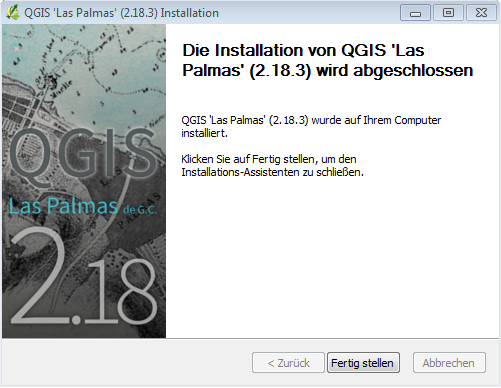 QGIS 'Las Palmas' (2.18.3) Installation
QGIS
Las Palmas de G.C.
2.18
Die Installation von QGIS 'Las
Palmas' (2.18.3) wird abgeschlossen
QGIS 'Las Palmas' (2.18.3) wurde auf Ihrem Computer
installiert.
Klicken Sie auf Fertig stellen, um den
Installations-Assistenten zu schließen.
< Zurück
Fertig stellen
Abbrechen